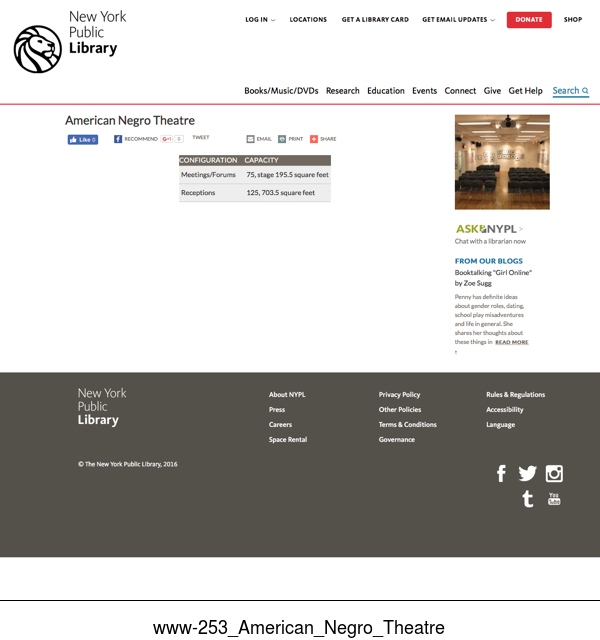 New York
Public
Library
LOG IN
LOCATIONS
GET A LIBRARY CARD
GET EMAIL UPDATES
DONATE
SHOP
Books/Music/DVDs
Research
Education
Events
Connect
Give
Get Help
Search
American Negro Theatre
Like 0
RECOMMEND
G+1
0
TWEET
EMAIL
PRINT
SHARE
CONFIGURATION CAPACITY
Meetings/Forums 75, stage 195.5 square feet
Receptions 125, 703.5 square feet
ASK NYPL >
Chat with a librarian now
FROM OUR BLOGS
Booktalking "Girl Online"
by Zoe Sugg
Penny has definite ideas
about gender roles, dating,
school play misadventures
and life in general. She
shares her thoughts about
these things in READ MORE
New York
Public
Library
About NYPL
Press
Careers
Space Rental
Privacy Policy
Other Policies
Terms & Conditions
Governance
Rules & Regulations
Accessibility
Language
© The New York Public Library, 2016
You
Tube
www-253_American_Negro_Theatre